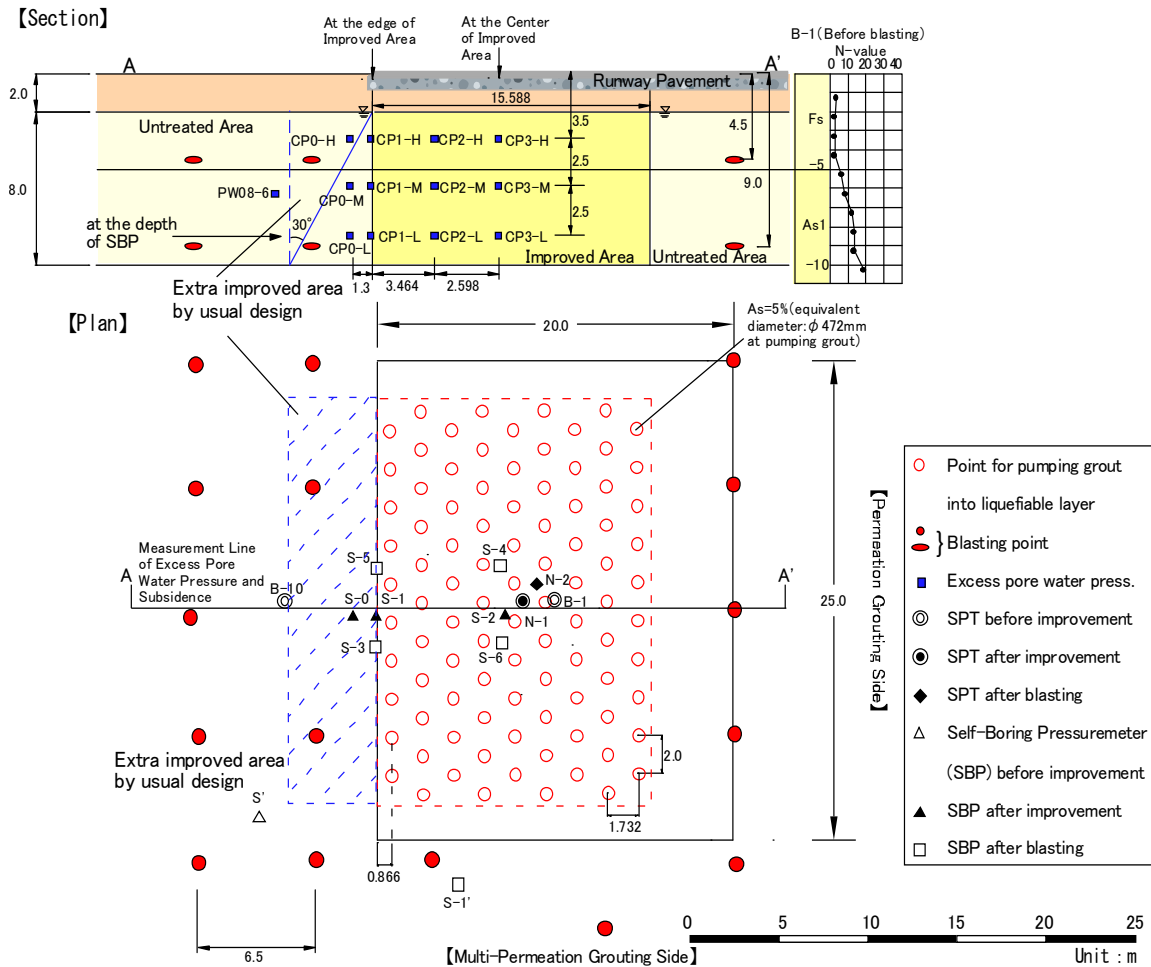 【Section】
At the edge of
Improved Area
At the Center
of Improved
Area
B-1(Before blasting)
N-value
0 10 20 30 40
A
A'
Runway Pavement
2.0
15.588
3.5
4.5
Untreated Area
CP0-H
CP1-H
CP2-H
CP3-H
Fs
2.5
-5
8.0
9.0
PW08-6
CP0-M
CP1-M
CP2-M
CP3-M
at the depth
of SBP
30°
2.5
As1
CP0-L
CP1-L
CP2-L
CP3-L
Improved Area
Untreated Area
-10
1.3
3.464
2.598
Extra improved area
by usual design
【Plan】
As=5%(equivalent
diameter:φ472mm
at pumping grout)
20.0
Point for pumping grout
into liquefiable layer
Blasting point
Excess pore water press.
SPT before improvement
SPT after improvement
SPT after blasting
Self-Boring Pressuremeter
(SBP) before improvement
SBP after improvement
SBP after blasting
【Permeation Grouting Side】
25.0
Measurement Line
of Excess Pore
Water Pressure and
Subsidence
A
A'
B-10
S-5
S-4
N-2
S-0
S-1
S-2
N-1
B-1
S-3
S-6
2.0
Extra improved area
by usual design
S'
1.732
0.866
S-1'
6.5
【Multi-Permeation Grouting Side】
0 5 10 15 20 25
Unit : m